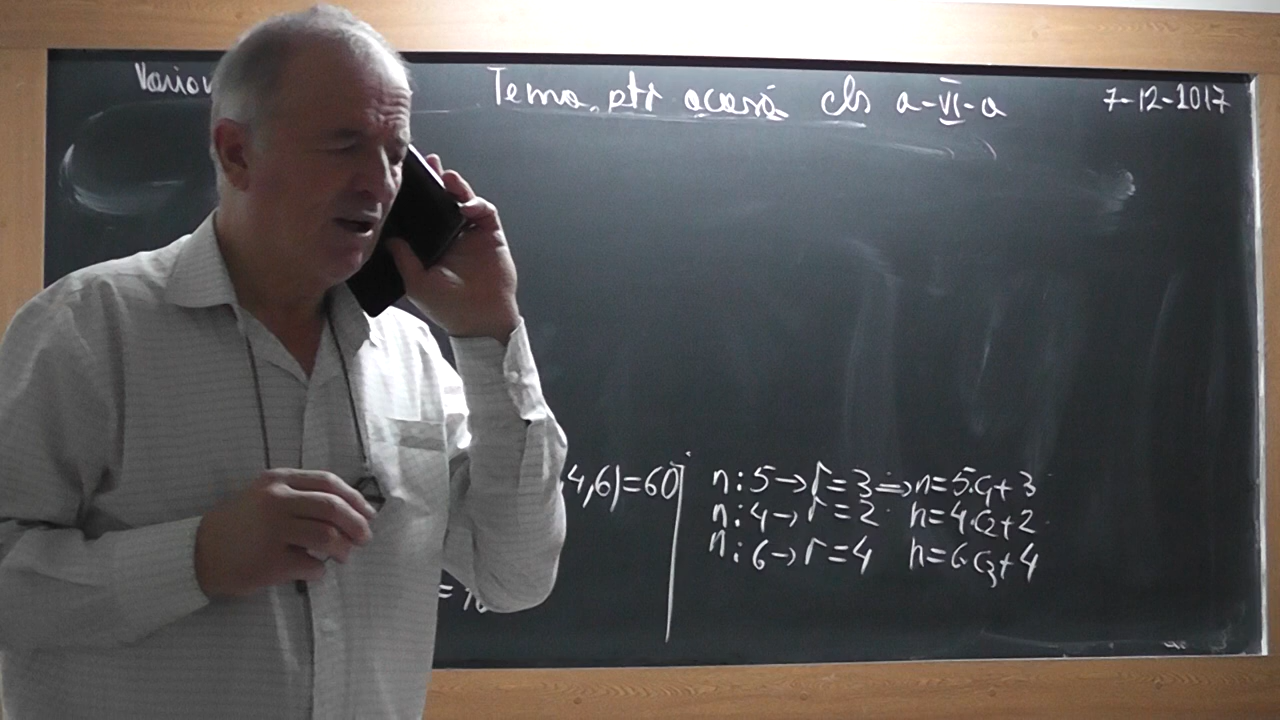 Tema ptr acasă cls a-VI-a 7-12-2017
4,6)=60 n:5→r=3⇒n=5.c₁+3
n:4→r=2 n=4.c₂+2
n:6→r=4 n=6.c₃+4